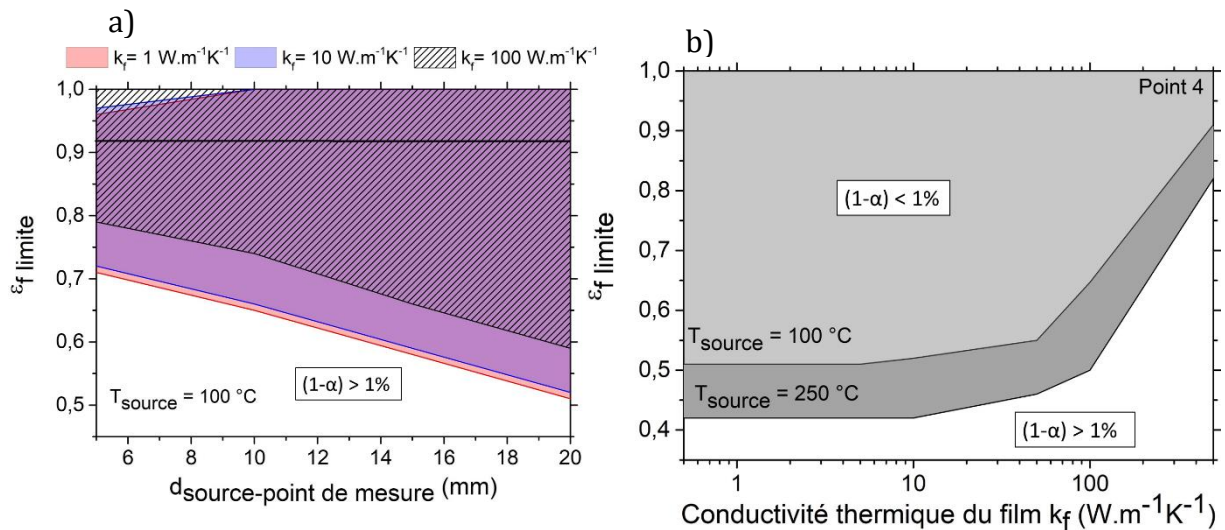 a)
k_f= 1 W.m⁻¹K⁻¹ k_f= 10 W.m⁻¹K⁻¹ k_f= 100 W.m⁻¹K⁻¹
1,0
0,9
0,8
0,7
0,6
0,5
ε_f limite
T_source = 100 °C
(1-α) > 1%
6 8 10 12 14 16 18 20
d_source-point de mesure (mm)
b)
1,0
0,9
0,8
0,7
0,6
0,5
0,4
ε_f limite
Point 4
(1-α) < 1%
T_source = 100 °C
T_source = 250 °C
(1-α) > 1%
1 10 100
Conductivité thermique du film k_f (W.m⁻¹K⁻¹)